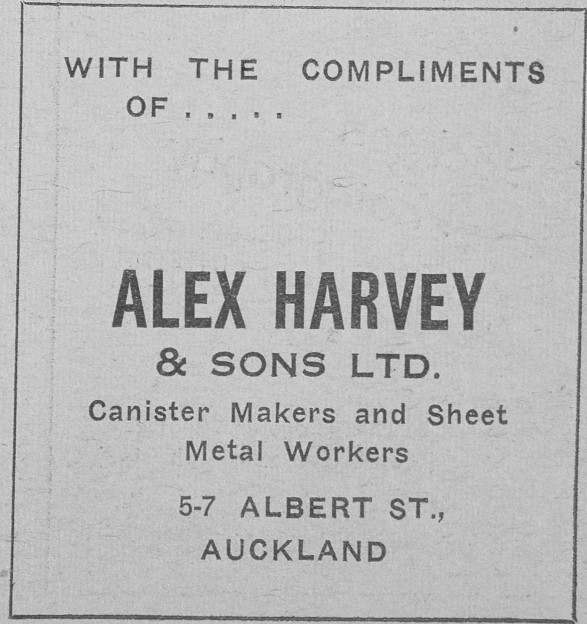 WITH THE COMPLIMENTS
OF . . . . .
ALEX HARVEY
& SONS LTD.
Canister Makers and Sheet
Metal Workers
5-7 ALBERT ST.,
AUCKLAND